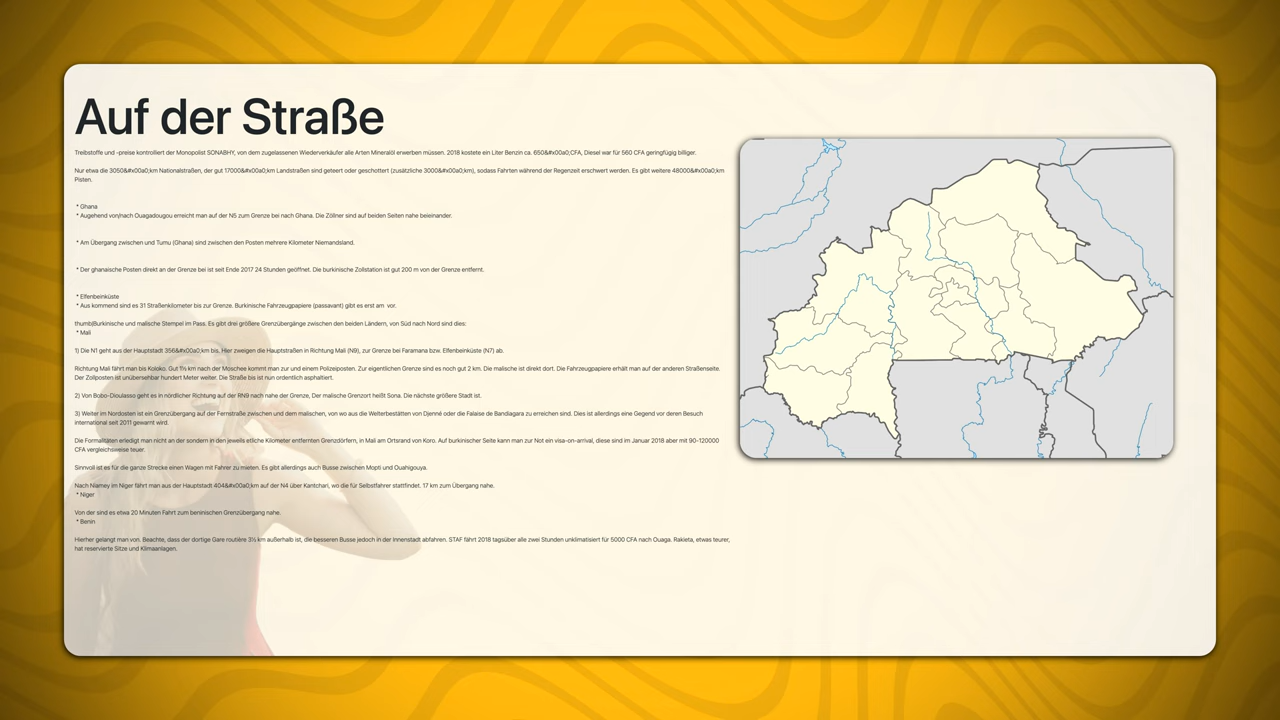 Auf der Straße
Treibstoffe und -preise kontrolliert der Monopolist SONABHY, von dem zugelassenen Wiederverkäufer alle Arten Mineralöl erwerben müssen. 2018 kostete ein Liter Benzin ca. 650&#x00a0;CFA, Diesel war für 560 CFA geringfügig billiger.
Nur etwa die 3050&#x00a0;km Nationalstraßen, der gut 17000&#x00a0;km Landstraßen sind geteert oder geschottert (zusätzliche 3000&#x00a0;km), sodass Fahrten während der Regenzeit erschwert werden. Es gibt weitere 48000&#x00a0;km
Pisten.
* Ghana
* Augehend von/nach Ouagadougou erreicht man auf der N5 zum Grenze bei nach Ghana. Die Zöllner sind auf beiden Seiten nahe beieinander.
* Am Übergang zwischen und Tumu (Ghana) sind zwischen den Posten mehrere Kilometer Niemandsland.
* Der ghanaische Posten direkt an der Grenze bei ist seit Ende 2017 24 Stunden geöffnet. Die burkinische Zollstation ist gut 200 m von der Grenze entfernt.
* Elfenbeinküste
* Aus kommend sind es 31 Straßenkilometer bis zur Grenze. Burkinische Fahrzeugpapiere (passavant) gibt es erst am vor.
thumb|Burkinische und malische Stempel im Pass. Es gibt drei größere Grenzübergänge zwischen den beiden Ländern, von Süd nach Nord sind dies:
* Mali
1) Die N1 geht aus der Hauptstadt 356&#x00a0;km bis. Hier zweigen die Hauptstraßen in Richtung Mali (N9), zur Grenze bei Faramana bzw. Elfenbeinküste (N7) ab.
Richtung Mali fährt man bis Koloko. Gut 1½ km nach der Moschee kommt man zur und einem Polizeiposten. Zur eigentlichen Grenze sind es noch gut 2 km. Die malische ist direkt dort. Die Fahrzeugpapiere erhält man auf der anderen Straßenseite.
Der Zollposten ist unübersehbar hundert Meter weiter. Die Straße bis ist nun ordentlich asphaltiert.
2) Von Bobo-Dioulasso geht es in nördlicher Richtung auf der RN9 nach nahe der Grenze, Der malische Grenzort heißt Sona. Die nächste größere Stadt ist.
3) Weiter im Nordosten ist ein Grenzübergang auf der Fernstraße zwischen und dem malischen, von wo aus die Welterbestätten von Djenné oder die Falaise de Bandiagara zu erreichen sind. Dies ist allerdings eine Gegend vor deren Besuch
international seit 2011 gewarnt wird.
Die Formalitäten erledigt man nicht an der sondern in den jeweils etliche Kilometer entfernten Grenzdörfern, in Mali am Ortsrand von Koro. Auf burkinischer Seite kann man zur Not ein visa-on-arrival, diese sind im Januar 2018 aber mit 90-120000
CFA vergleichsweise teuer.
Sinnvoll ist es für die ganze Strecke einen Wagen mit Fahrer zu mieten. Es gibt allerdings auch Busse zwischen Mopti und Ouahigouya.
Nach Niamey im Niger fährt man aus der Hauptstadt 404&#x00a0;km auf der N4 über Kantchari, wo die für Selbstfahrer stattfindet. 17 km zum Übergang nahe.
* Niger
Von der sind es etwa 20 Minuten Fahrt zum beninischen Grenzübergang nahe.
* Benin
Hierher gelangt man von. Beachte, dass der dortige Gare routière 3½ km außerhalb ist, die besseren Busse jedoch in der Innenstadt abfahren. STAF fährt 2018 tagsüber alle zwei Stunden unklimatisiert für 5000 CFA nach Ouaga. Rakieta, etwas teurer,
hat reservierte Sitze und Klimaanlagen.